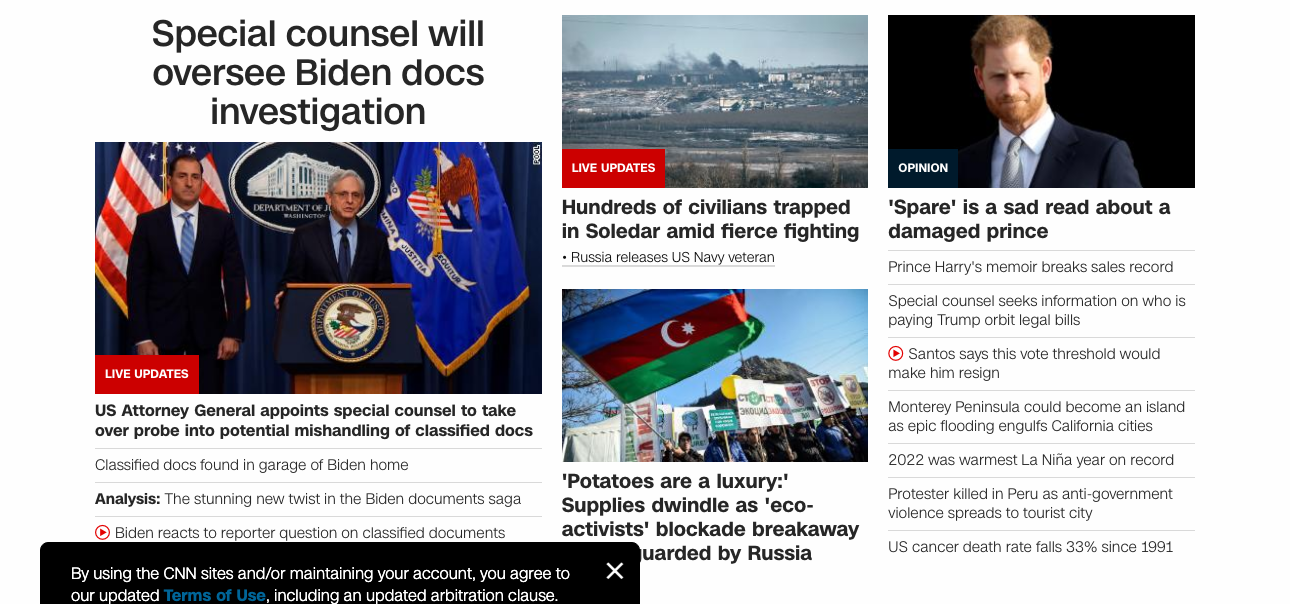 Special counsel will
oversee Biden docs
investigation
POOL
DEPARTMENT OF JU
WASHINGTON
LIVE UPDATES
US Attorney General appoints special counsel to take
over probe into potential mishandling of classified docs
Classified docs found in garage of Biden home
Analysis: The stunning new twist in the Biden documents saga
Biden reacts to reporter question on classified documents
By using the CNN sites and/or maintaining your account, you agree to
our updated Terms of Use, including an updated arbitration clause.
LIVE UPDATES
Hundreds of civilians trapped
in Soledar amid fierce fighting
• Russia releases US Navy veteran
ЭКОЦИД
'Potatoes are a luxury:'
Supplies dwindle as 'eco-
activists' blockade breakaway
guarded by Russia
OPINION
'Spare' is a sad read about a
damaged prince
Prince Harry's memoir breaks sales record
Special counsel seeks information on who is
paying Trump orbit legal bills
Santos says this vote threshold would
make him resign
Monterey Peninsula could become an island
as epic flooding engulfs California cities
2022 was warmest La Niña year on record
Protester killed in Peru as anti-government
violence spreads to tourist city
US cancer death rate falls 33% since 1991